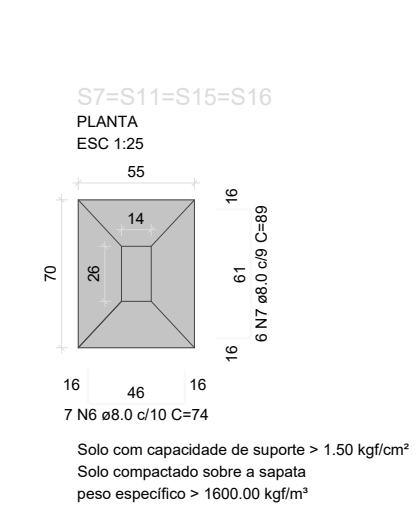 S7=S11=S15=S16
PLANTA
ESC 1:25
55
16
14
70
26
61
6 N7 ø8.0 c/9 C=89
16
16
46
16
7 N6 ø8.0 c/10 C=74
Solo com capacidade de suporte > 1.50 kgf/cm²
Solo compactado sobre a sapata
peso específico > 1600.00 kgf/m³